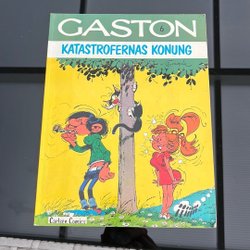 GASTON
6
KATASTROFERNAS KONUNG
Carlsen Comics